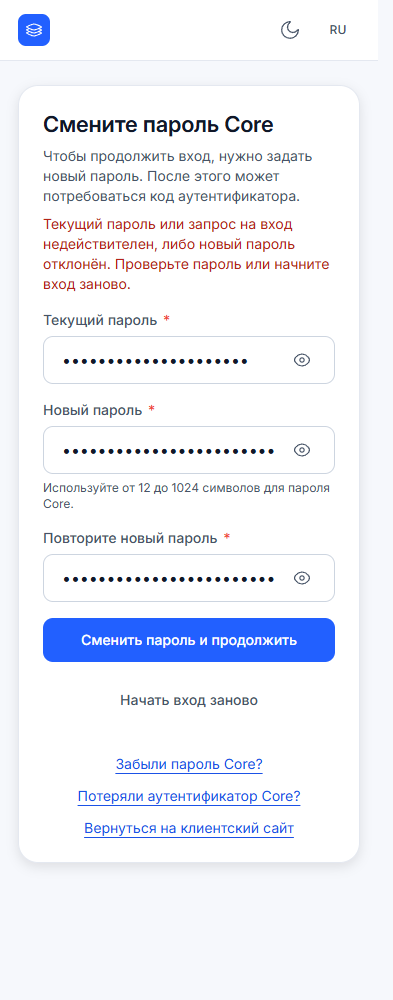 RU
Смените пароль Core
Чтобы продолжить вход, нужно задать
новый пароль. После этого может
потребоваться код аутентификатора.
Текущий пароль или запрос на вход
недействителен, либо новый пароль
отклонён. Проверьте пароль или начните
вход заново.
Текущий пароль *
•••••••••••••••••••••
Новый пароль *
••••••••••••••••••••••••
Используйте от 12 до 1024 символов для пароля
Core.
Повторите новый пароль *
••••••••••••••••••••••••
Сменить пароль и продолжить
Начать вход заново
Забыли пароль Core?
Потеряли аутентификатор Core?
Вернуться на клиентский сайт